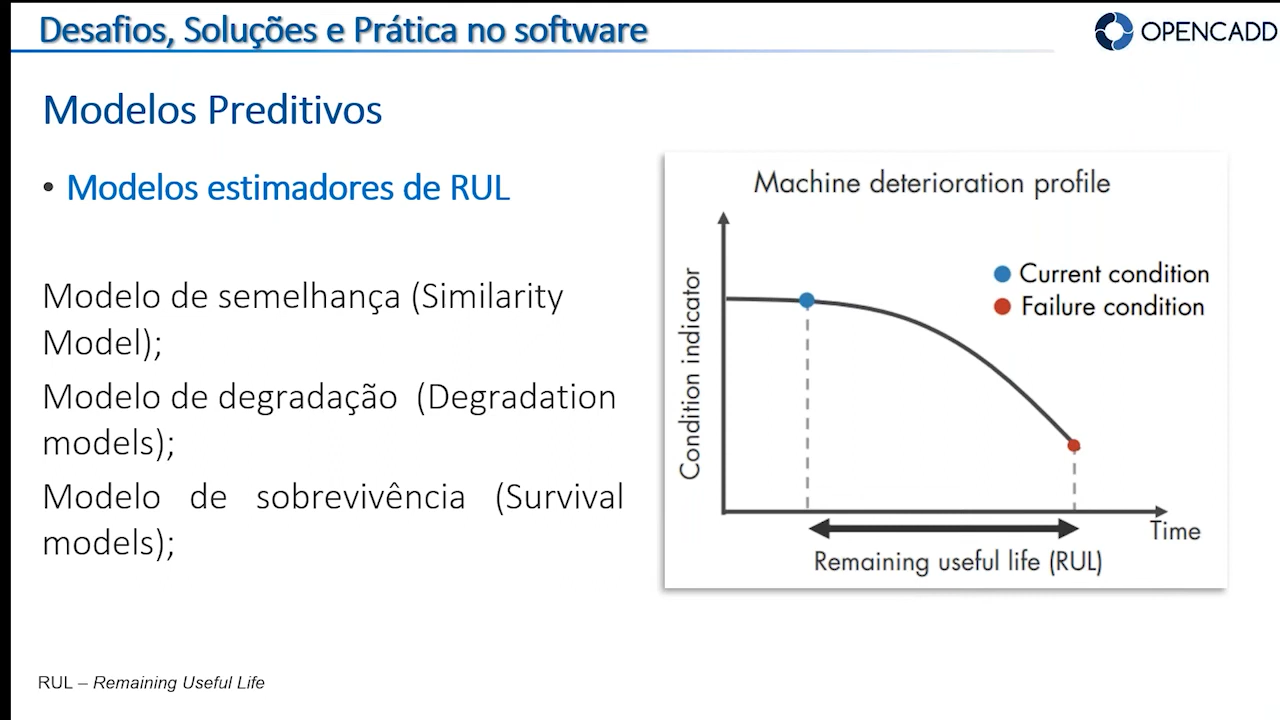 Desafios, Soluções e Prática no software
OPENCADD
Modelos Preditivos
• Modelos estimadores de RUL
Modelo de semelhança (Similarity
Model);
Modelo de degradação (Degradation
models);
Modelo de sobrevivência (Survival
models);
Machine deterioration profile
Current condition
Failure condition
Condition indicator
Time
Remaining useful life (RUL)
RUL – Remaining Useful Life